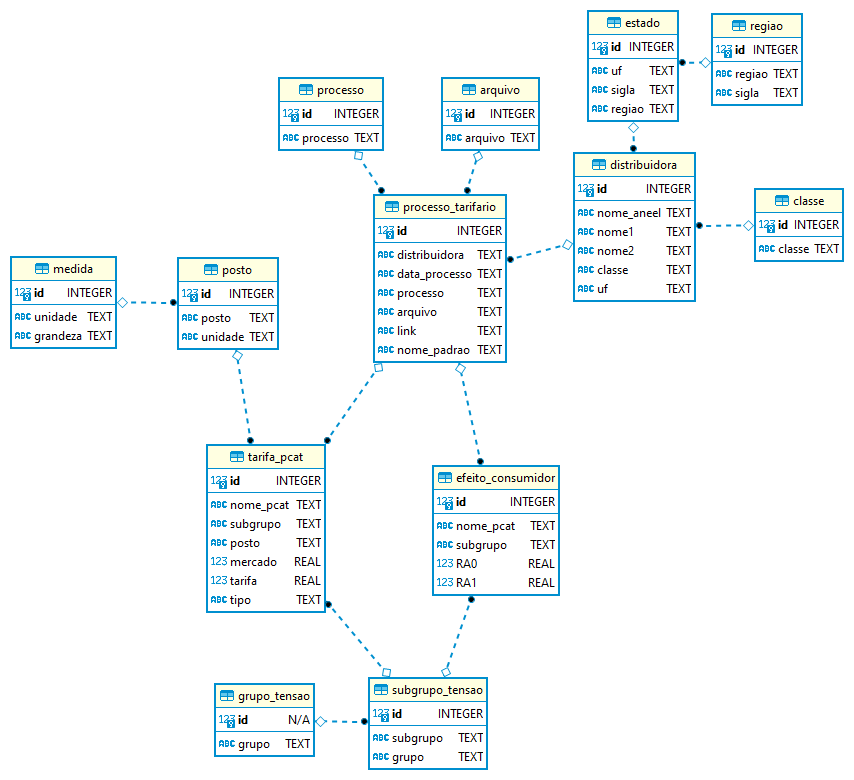 estado
123 id INTEGER
ABC uf TEXT
ABC sigla TEXT
ABC regiao TEXT
regiao
123 id INTEGER
ABC regiao TEXT
ABC sigla TEXT
processo
123 id INTEGER
ABC processo TEXT
arquivo
123 id INTEGER
ABC arquivo TEXT
distribuidora
123 id INTEGER
ABC nome_aneel TEXT
ABC nome1 TEXT
ABC nome2 TEXT
ABC classe TEXT
ABC uf TEXT
classe
123 id INTEGER
ABC classe TEXT
processo_tarifario
123 id INTEGER
ABC distribuidora TEXT
ABC data_processo TEXT
ABC processo TEXT
ABC arquivo TEXT
ABC link TEXT
ABC nome_padrao TEXT
medida
123 id INTEGER
ABC unidade TEXT
ABC grandeza TEXT
posto
123 id INTEGER
ABC posto TEXT
ABC unidade TEXT
tarifa_pcat
123 id INTEGER
ABC nome_pcat TEXT
ABC subgrupo TEXT
ABC posto TEXT
123 mercado REAL
123 tarifa REAL
ABC tipo TEXT
efeito_consumidor
123 id INTEGER
ABC nome_pcat TEXT
ABC subgrupo TEXT
123 RA0 REAL
123 RA1 REAL
grupo_tensao
123 id N/A
ABC grupo TEXT
subgrupo_tensao
123 id INTEGER
ABC subgrupo TEXT
ABC grupo TEXT